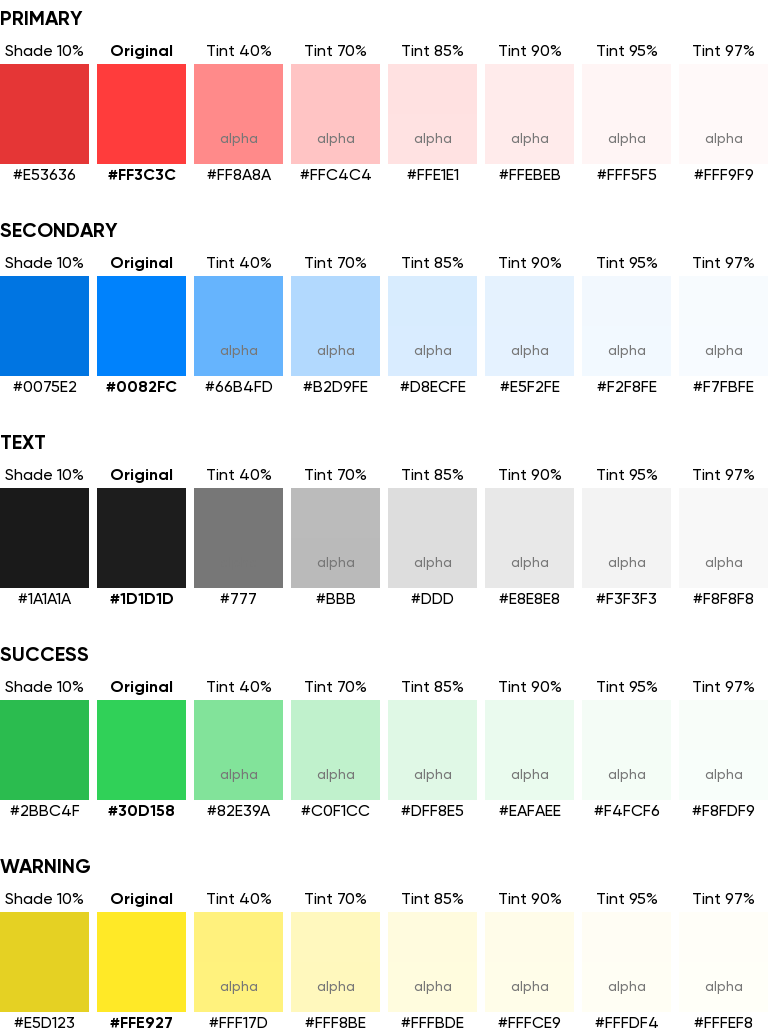 PRIMARY
Shade 10% Original Tint 40% Tint 70% Tint 85% Tint 90% Tint 95% Tint 97%
alpha alpha alpha alpha alpha alpha
#E53636 #FF3C3C #FF8A8A #FFC4C4 #FFE1E1 #FFEBEB #FFF5F5 #FFF9F9
SECONDARY
Shade 10% Original Tint 40% Tint 70% Tint 85% Tint 90% Tint 95% Tint 97%
alpha alpha alpha alpha alpha alpha
#0075E2 #0082FC #66B4FD #B2D9FE #D8ECFE #E5F2FE #F2F8FE #F7FBFE
TEXT
Shade 10% Original Tint 40% Tint 70% Tint 85% Tint 90% Tint 95% Tint 97%
alpha alpha alpha alpha alpha
#1A1A1A #1D1D1D #777 #BBB #DDD #E8E8E8 #F3F3F3 #F8F8F8
SUCCESS
Shade 10% Original Tint 40% Tint 70% Tint 85% Tint 90% Tint 95% Tint 97%
alpha alpha alpha alpha alpha alpha
#2BBC4F #30D158 #82E39A #C0F1CC #DFF8E5 #EAFAEE #F4FCF6 #F8FDF9
WARNING
Shade 10% Original Tint 40% Tint 70% Tint 85% Tint 90% Tint 95% Tint 97%
alpha alpha alpha alpha alpha alpha
#E5D123 #FFE927 #FFF17D #FFF8BE #FFFBDE #FFFCE9 #FFFDF4 #FFFEF8